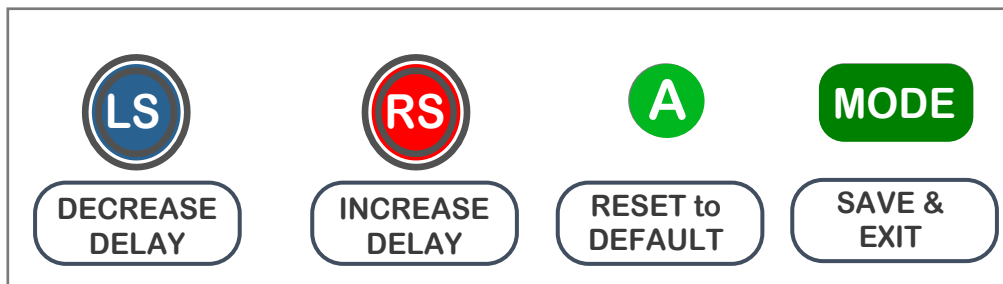 LS
RS
A
MODE
DECREASE
DELAY
INCREASE
DELAY
RESET to
DEFAULT
SAVE &
EXIT